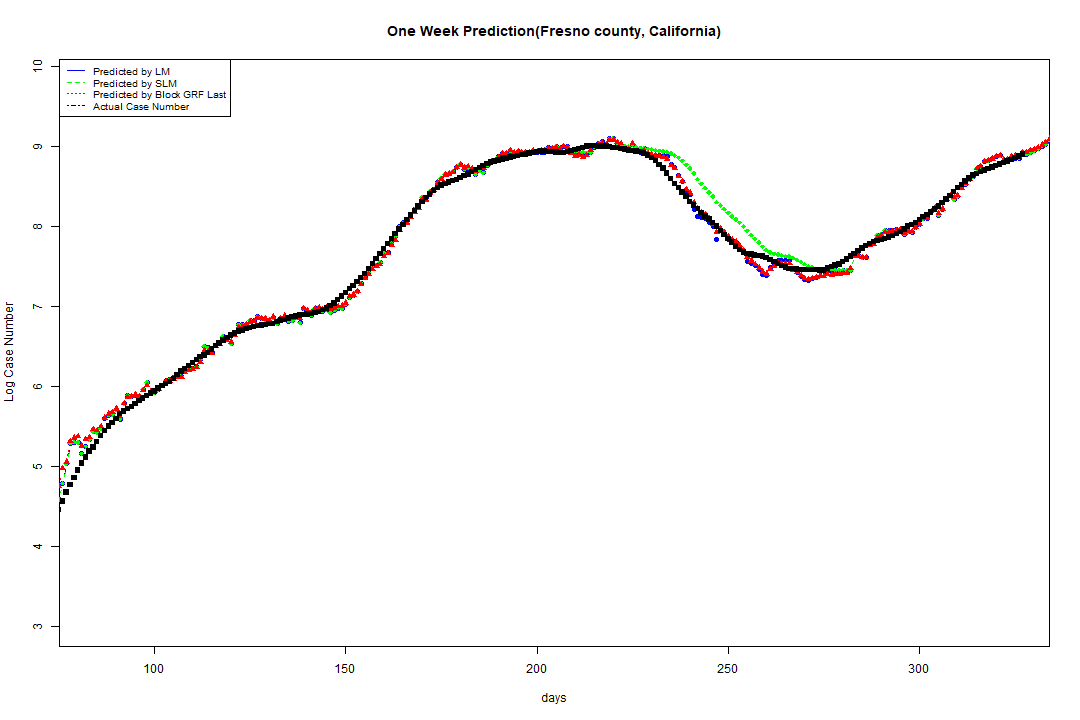 One Week Prediction(Fresno county, California)
Predicted by LM
Predicted by SLM
Predicted by Block GRF Last
Actual Case Number
10
9
8
7
6
5
4
3
Log Case Number
100 150 200 250 300
days